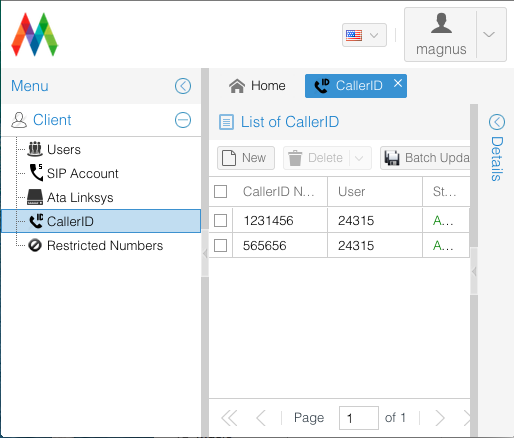 magnus
Menu
Home
CallerID
Client
List of CallerID
Users
SIP Account
Ata Linksys
CallerID
Restricted Numbers
New
Delete
Batch Upda
CallerID N...
User
St...
1231456
24315
A...
565656
24315
A...
Page
1
of 1
Details